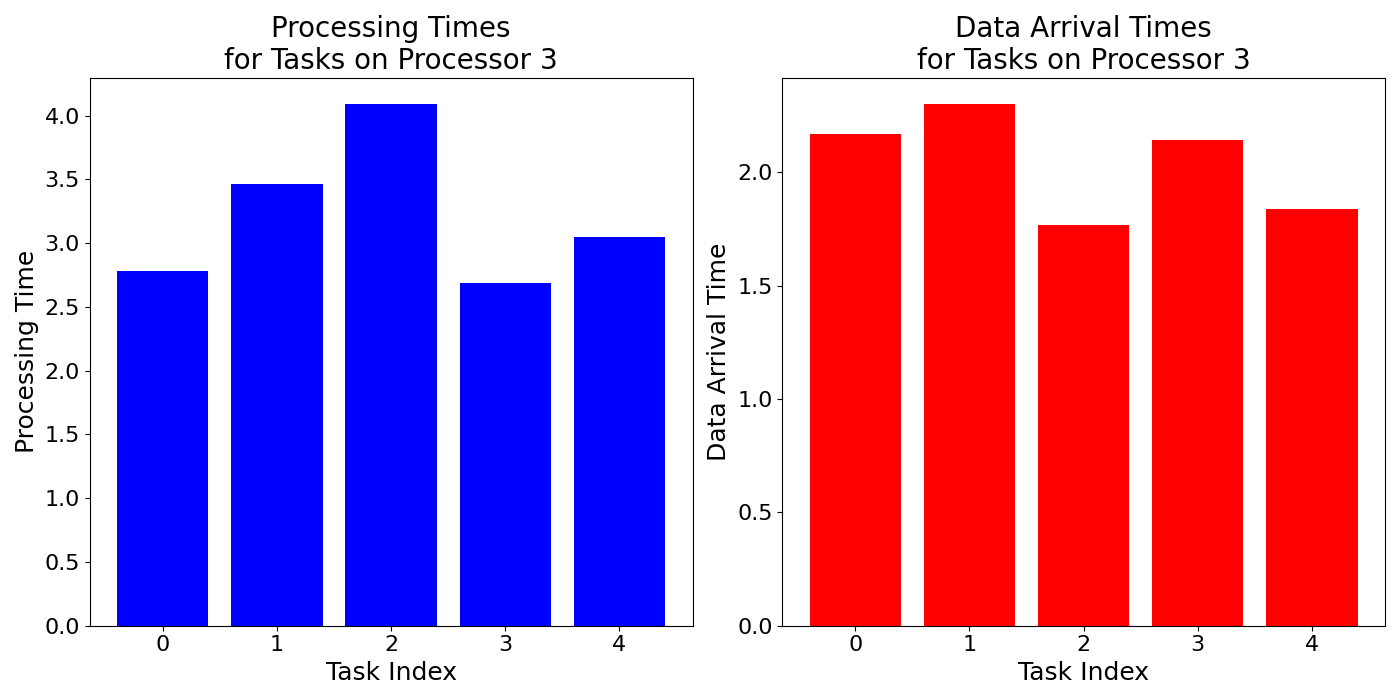 Processing Times
for Tasks on Processor 3
Processing Time
4.0
3.5
3.0
2.5
2.0
1.5
1.0
0.5
0.0
0 1 2 3 4
Task Index
Data Arrival Times
for Tasks on Processor 3
Data Arrival Time
2.0
1.5
1.0
0.5
0.0
0 1 2 3 4
Task Index